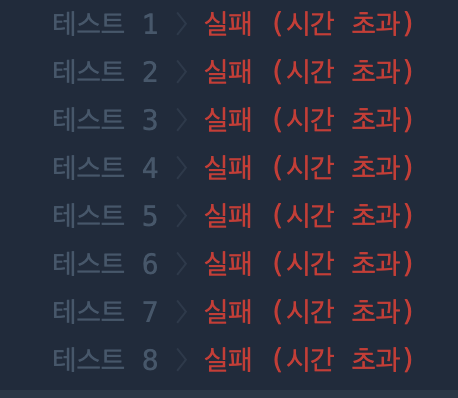 테스트 1 〉 실패 (시간 초과)
테스트 2 〉 실패 (시간 초과)
테스트 3 〉 실패 (시간 초과)
테스트 4 〉 실패 (시간 초과)
테스트 5 〉 실패 (시간 초과)
테스트 6 〉 실패 (시간 초과)
테스트 7 〉 실패 (시간 초과)
테스트 8 〉 실패 (시간 초과)